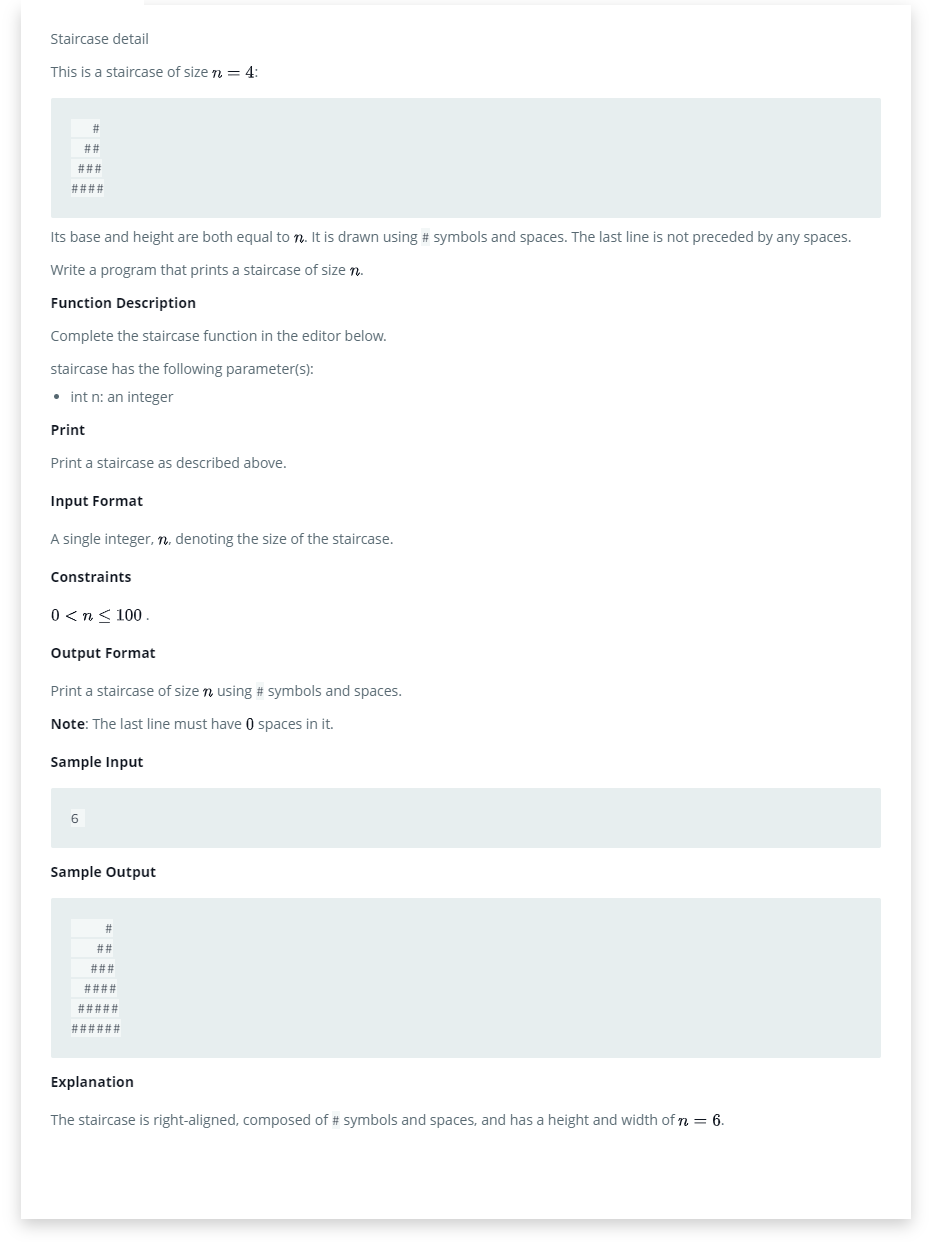 Staircase detail
This is a staircase of size n = 4:
   #
  ##
 ###
####
Its base and height are both equal to n. It is drawn using # symbols and spaces. The last line is not preceded by any spaces.
Write a program that prints a staircase of size n.
Function Description
Complete the staircase function in the editor below.
staircase has the following parameter(s):
• int n: an integer
Print
Print a staircase as described above.
Input Format
A single integer, n, denoting the size of the staircase.
Constraints
0 < n ≤ 100 .
Output Format
Print a staircase of size n using # symbols and spaces.
Note: The last line must have 0 spaces in it.
Sample Input
6
Sample Output
     #
    ##
   ###
  ####
 #####
######
Explanation
The staircase is right-aligned, composed of # symbols and spaces, and has a height and width of n = 6.